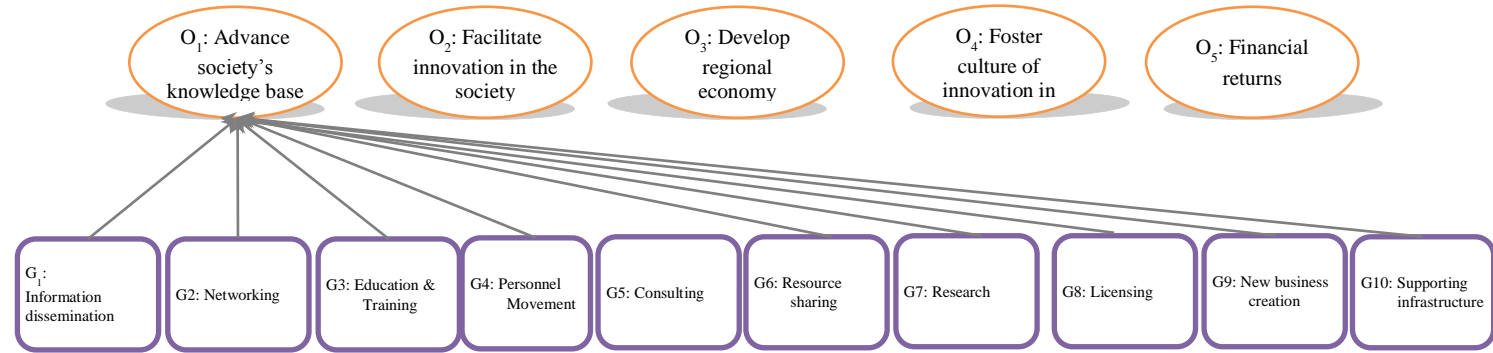 O₁: Advance
society’s
knowledge base
O₂: Facilitate
innovation in the
society
O₃: Develop
regional
economy
O₄: Foster
culture of
innovation in
O₅: Financial
returns
G₁:
Information
dissemination
G2: Networking
G3: Education &
Training
G4: Personnel
Movement
G5: Consulting
G6: Resource
sharing
G7: Research
G8: Licensing
G9: New business
creation
G10: Supporting
infrastructure